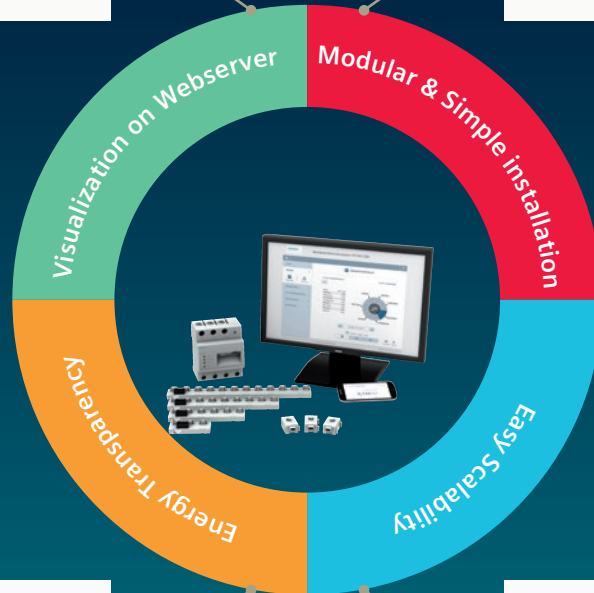 Visualization on Webserver
Modular & Simple installation
Energy Transparency
Easy Scalability